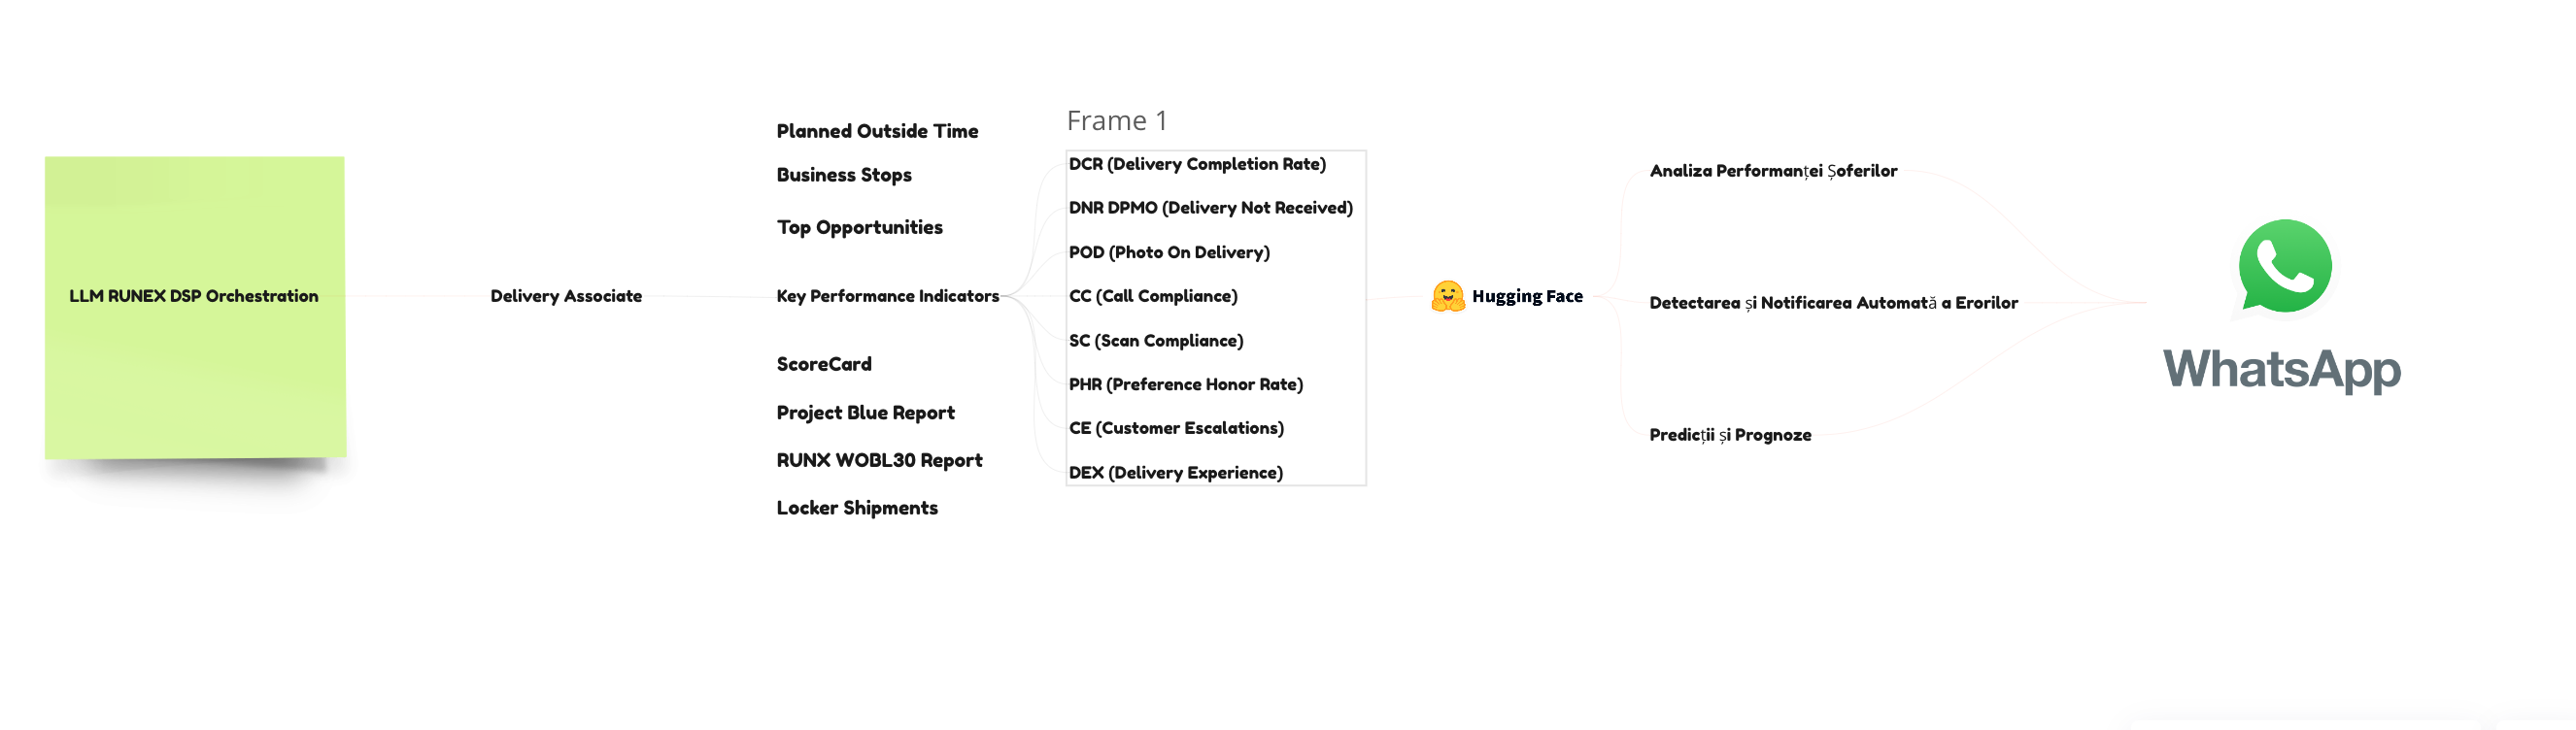 LLM RUNEX DSP Orchestration
Delivery Associate
Planned Outside Time
Business Stops
Top Opportunities
Key Performance Indicators
ScoreCard
Project Blue Report
RUNX WOBL30 Report
Locker Shipments
Frame 1
DCR (Delivery Completion Rate)
DNR DPMO (Delivery Not Received)
POD (Photo On Delivery)
CC (Call Compliance)
SC (Scan Compliance)
PHR (Preference Honor Rate)
CE (Customer Escalations)
DEX (Delivery Experience)
Hugging Face
Analiza Performanței Șoferilor
Detectarea și Notificarea Automată a Erorilor
Predicții și Prognoze
WhatsApp